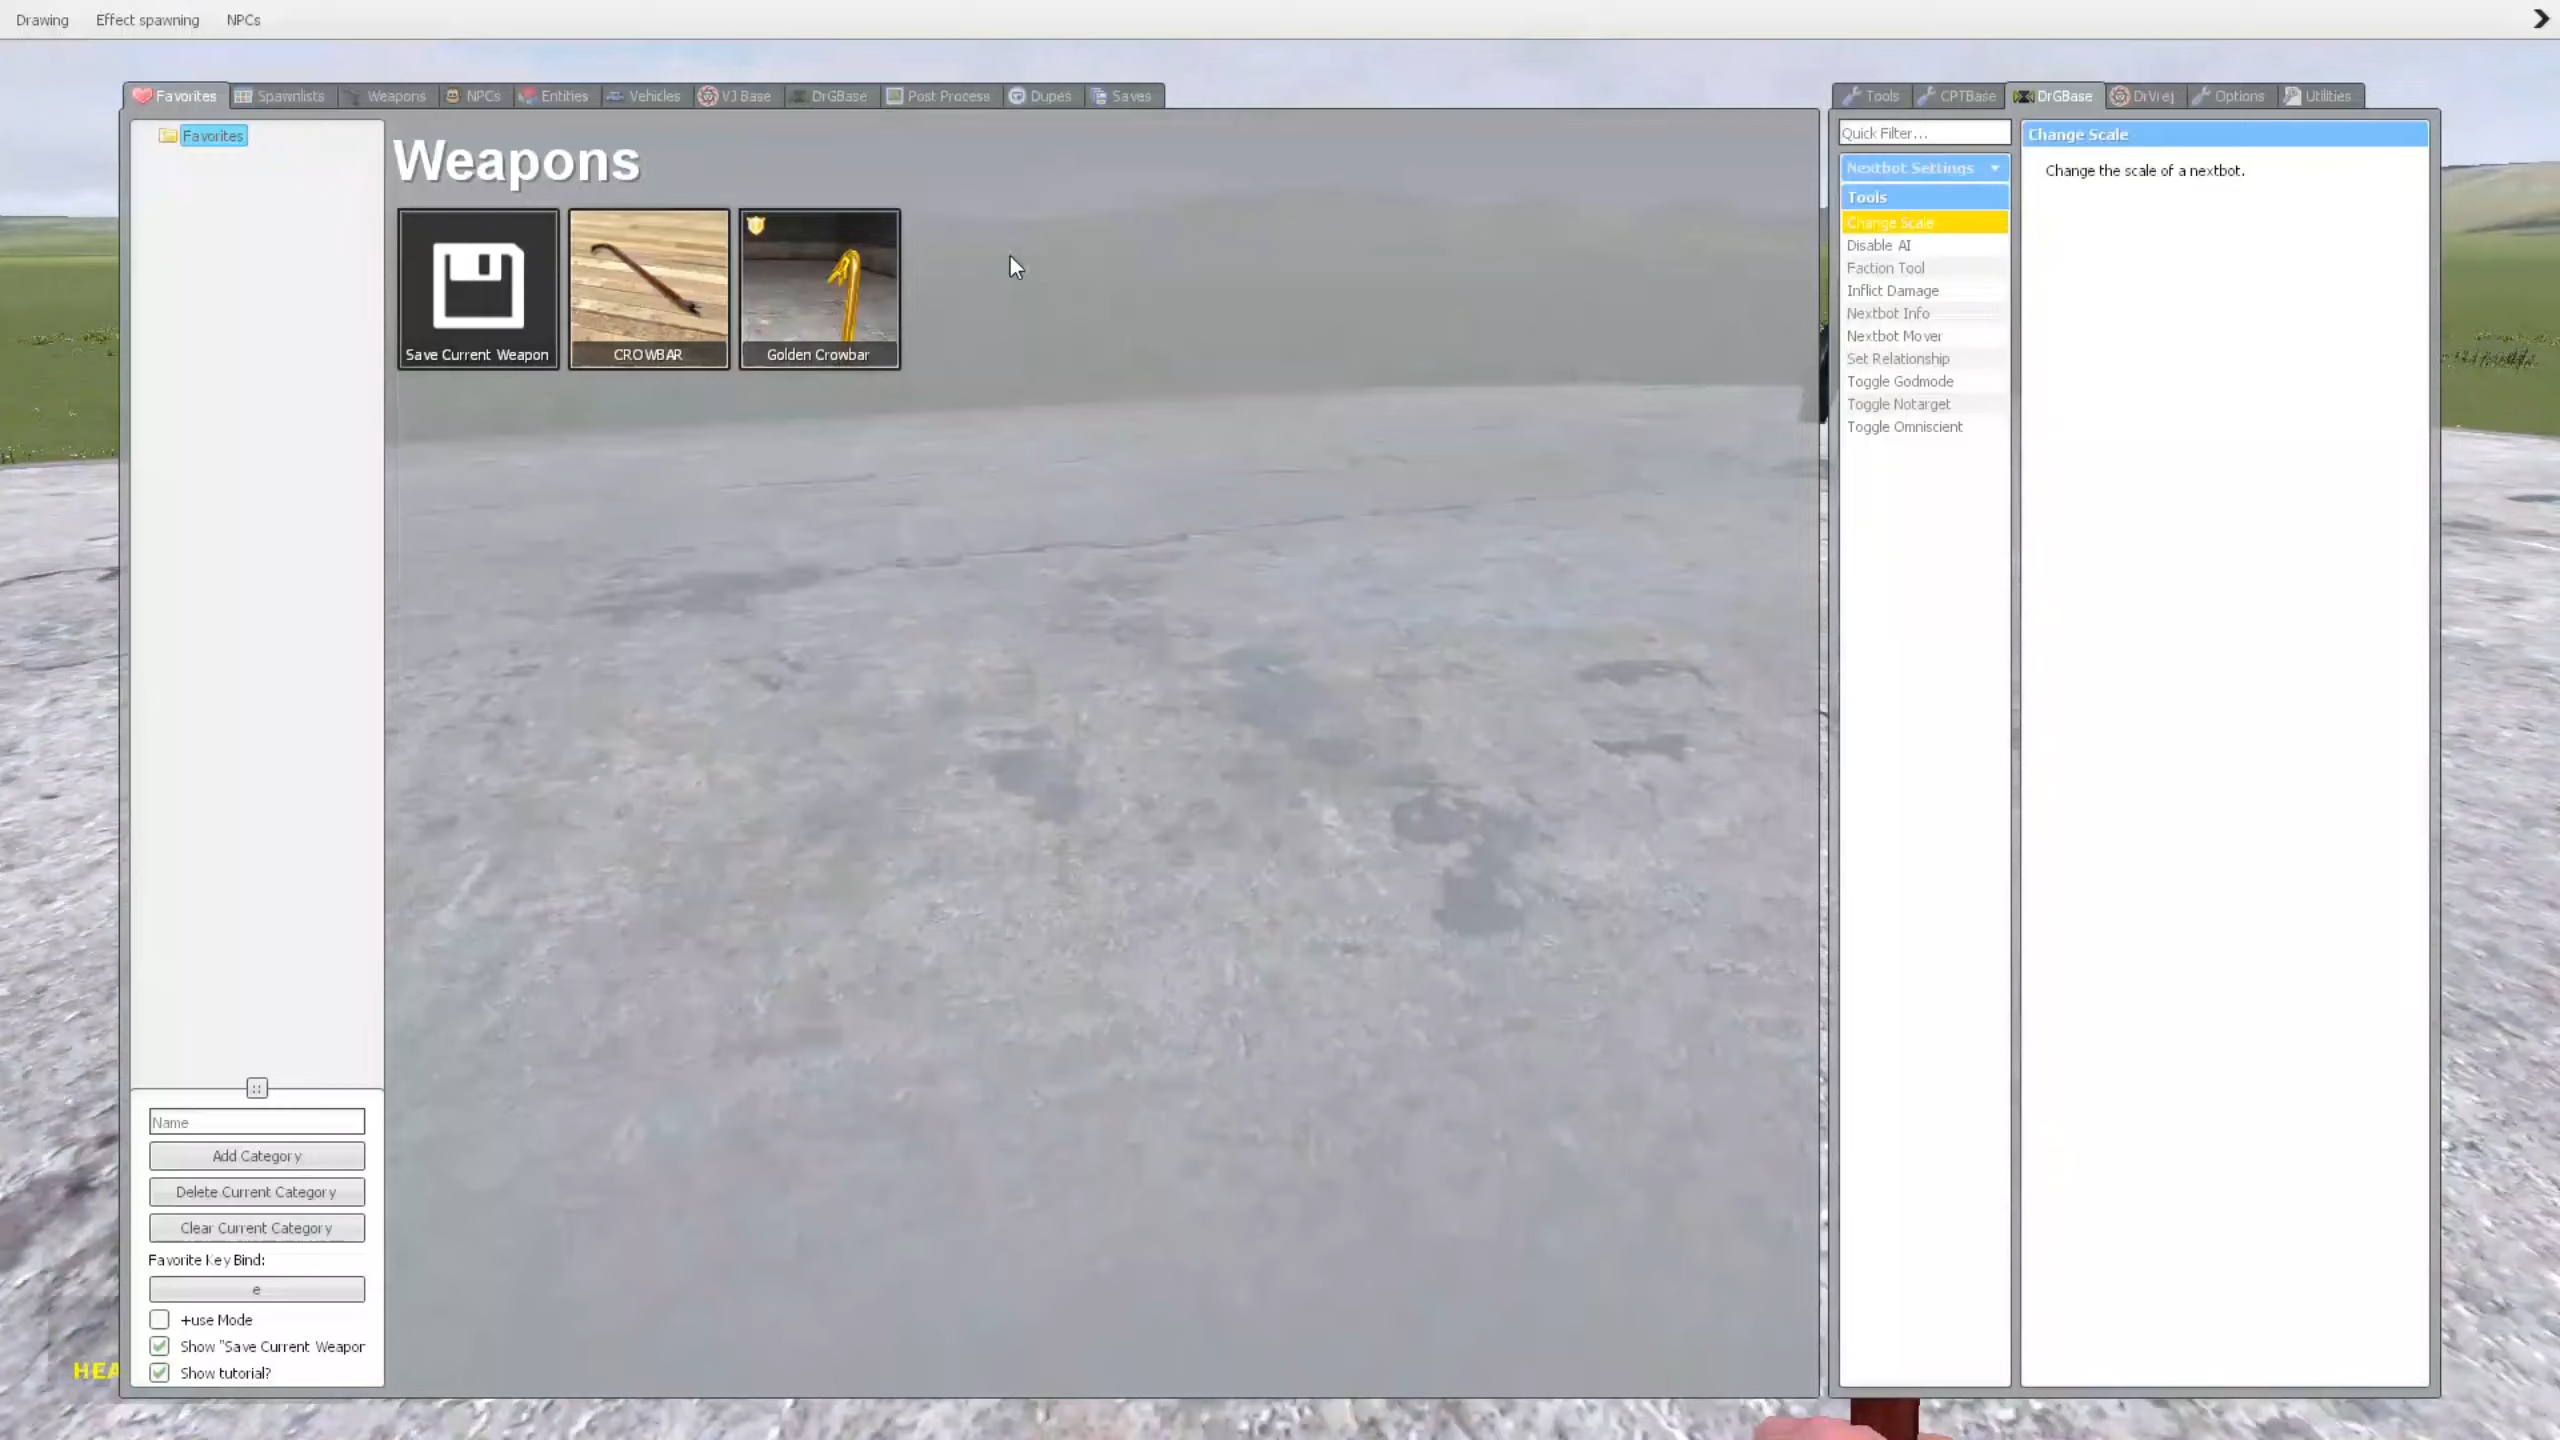 Drawing Effect spawning NPCs
Favorites Spawnlists Weapons NPCs Entities Vehicles VJ Base DrGBase Post Process Dupes Saves
Favorites
Weapons
Save Current Weapon
CROWBAR
Golden Crowbar
Name
Add Category
Delete Current Category
Clear Current Category
Favorite Key Bind:
e
+use Mode
Show "Save Current Weapor
Show tutorial?
HEA
Tools CPTBase DrGBase DrVrej Options Utilities
Quick Filter...
Nextbot Settings
Tools
Change Scale
Disable AI
Faction Tool
Inflict Damage
Nextbot Info
Nextbot Mover
Set Relationship
Toggle Godmode
Toggle Notarget
Toggle Omniscient
Change Scale
Change the scale of a nextbot.